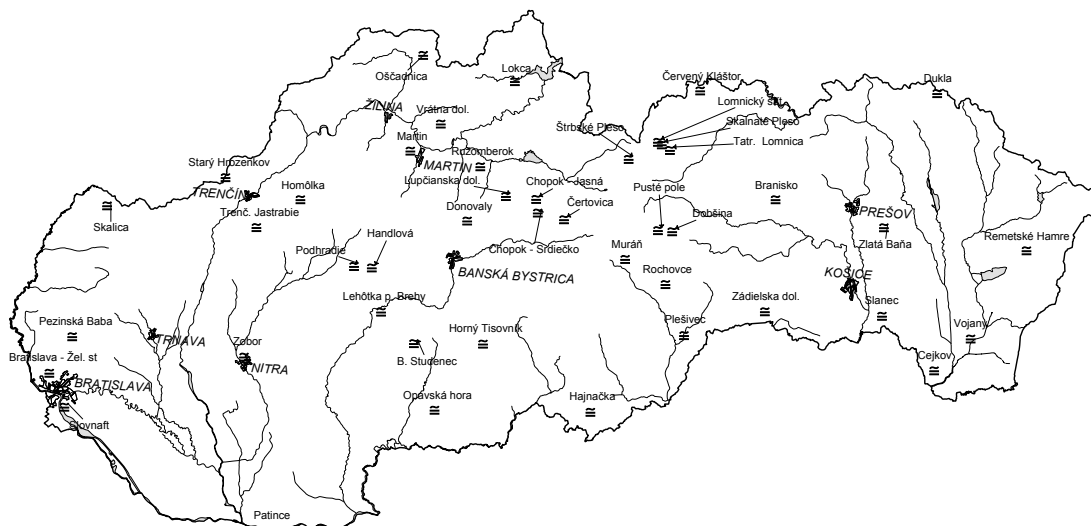 Oščadnica
Lokca
Červený Kláštor
Dukla
Lomnický štít
ŽILINA
Vrátna dol.
Skalnaté Pleso
Štrbské Pleso
Tatr. Lomnica
Martin
MARTIN
Ružomberok
Starý Hrozenkov
TRENČÍN
Homôlka
Ľupčianska dol.
Chopok - Jasná
Pusté pole
Branisko
Skalica
Trenč. Jastrabie
Donovaly
Čertovica
Dobšina
PREŠOV
Zlatá Baňa
Podhradie
Handlová
Chopok - Srdiečko
Muráň
Remetské Hamre
BANSKÁ BYSTRICA
Rochovce
KOŠICE
Lehôtka p. Brehy
Zádielska dol.
Slanec
Pezinská Baba
TRNAVA
Zobor
Horný Tisovník
Plešivec
Vojany
Bratislava - Žel. st
NITRA
B. Studenec
Cejkov
BRATISLAVA
Opavská hora
Hajnačka
Slovnaft
Patince